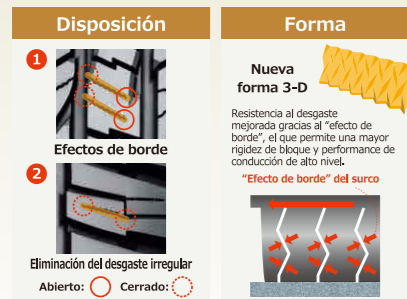 Disposición
1
Efectos de borde
2
Eliminación del desgaste irregular
Abierto:
Cerrado:
Forma
Nueva
forma 3-D
Resistencia al desgaste
mejorada gracias al “efecto de
borde”, el que permite una mayor
rigidez de bloque y performance de
conducción de alto nivel.
“Efecto de borde” del surco